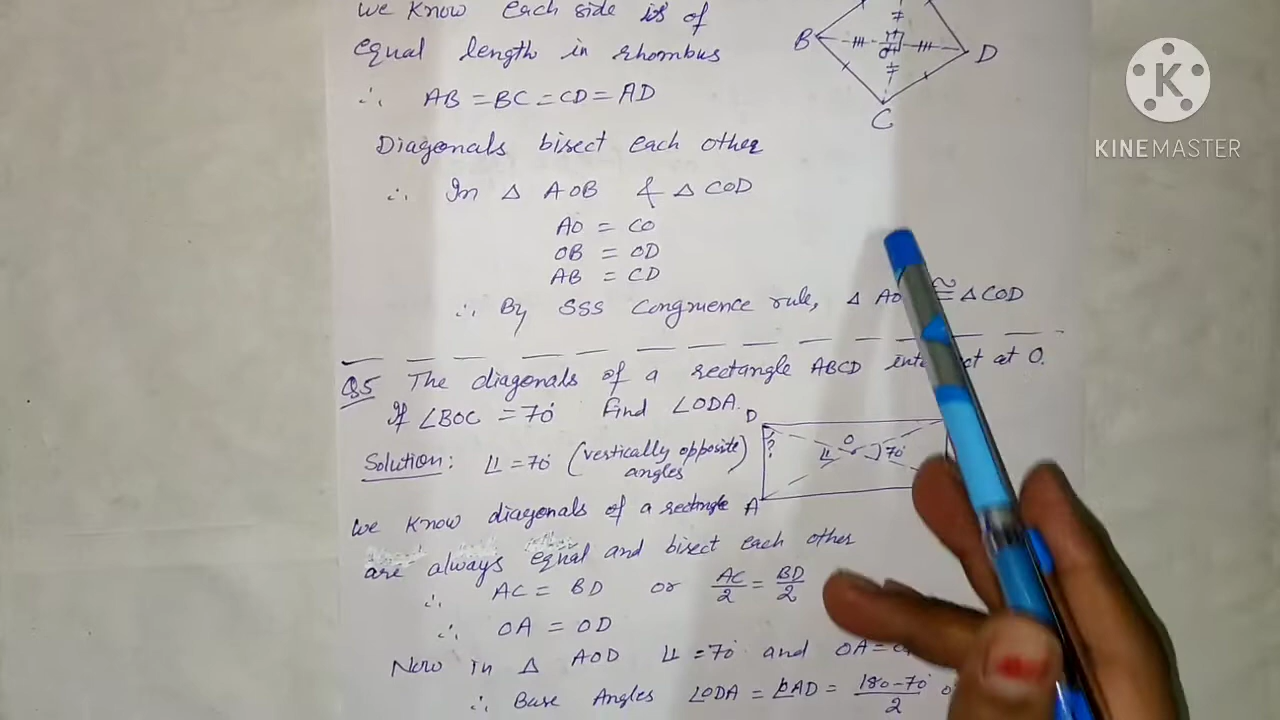 We know each side is of
equal length in rhombus
∴ AB = BC = CD = AD
Diagonals bisect each other
∴ In △ AOB & △ COD
AO = CO
OB = OD
AB = CD
∴ By SSS Congruence rule, △ AO ≅ △ COD
B
O
D
C
K
KINEMASTER
Q5 The diagonals of a rectangle ABCD at O.
If ∠BOC = 70° Find ∠ODA.
Solution: ∠1 = 70° (vertically opposite angles)
D
?
∠1
O
70°
A
We know diagonals of a rectangle
are always equal and bisect each other
∴ AC = BD or AC/2 = BD/2
∴ OA = OD
Now in △ AOD ∠1 = 70° and OA =
∴ Base Angles ∠ODA = ∠OAD = 180-70°/2